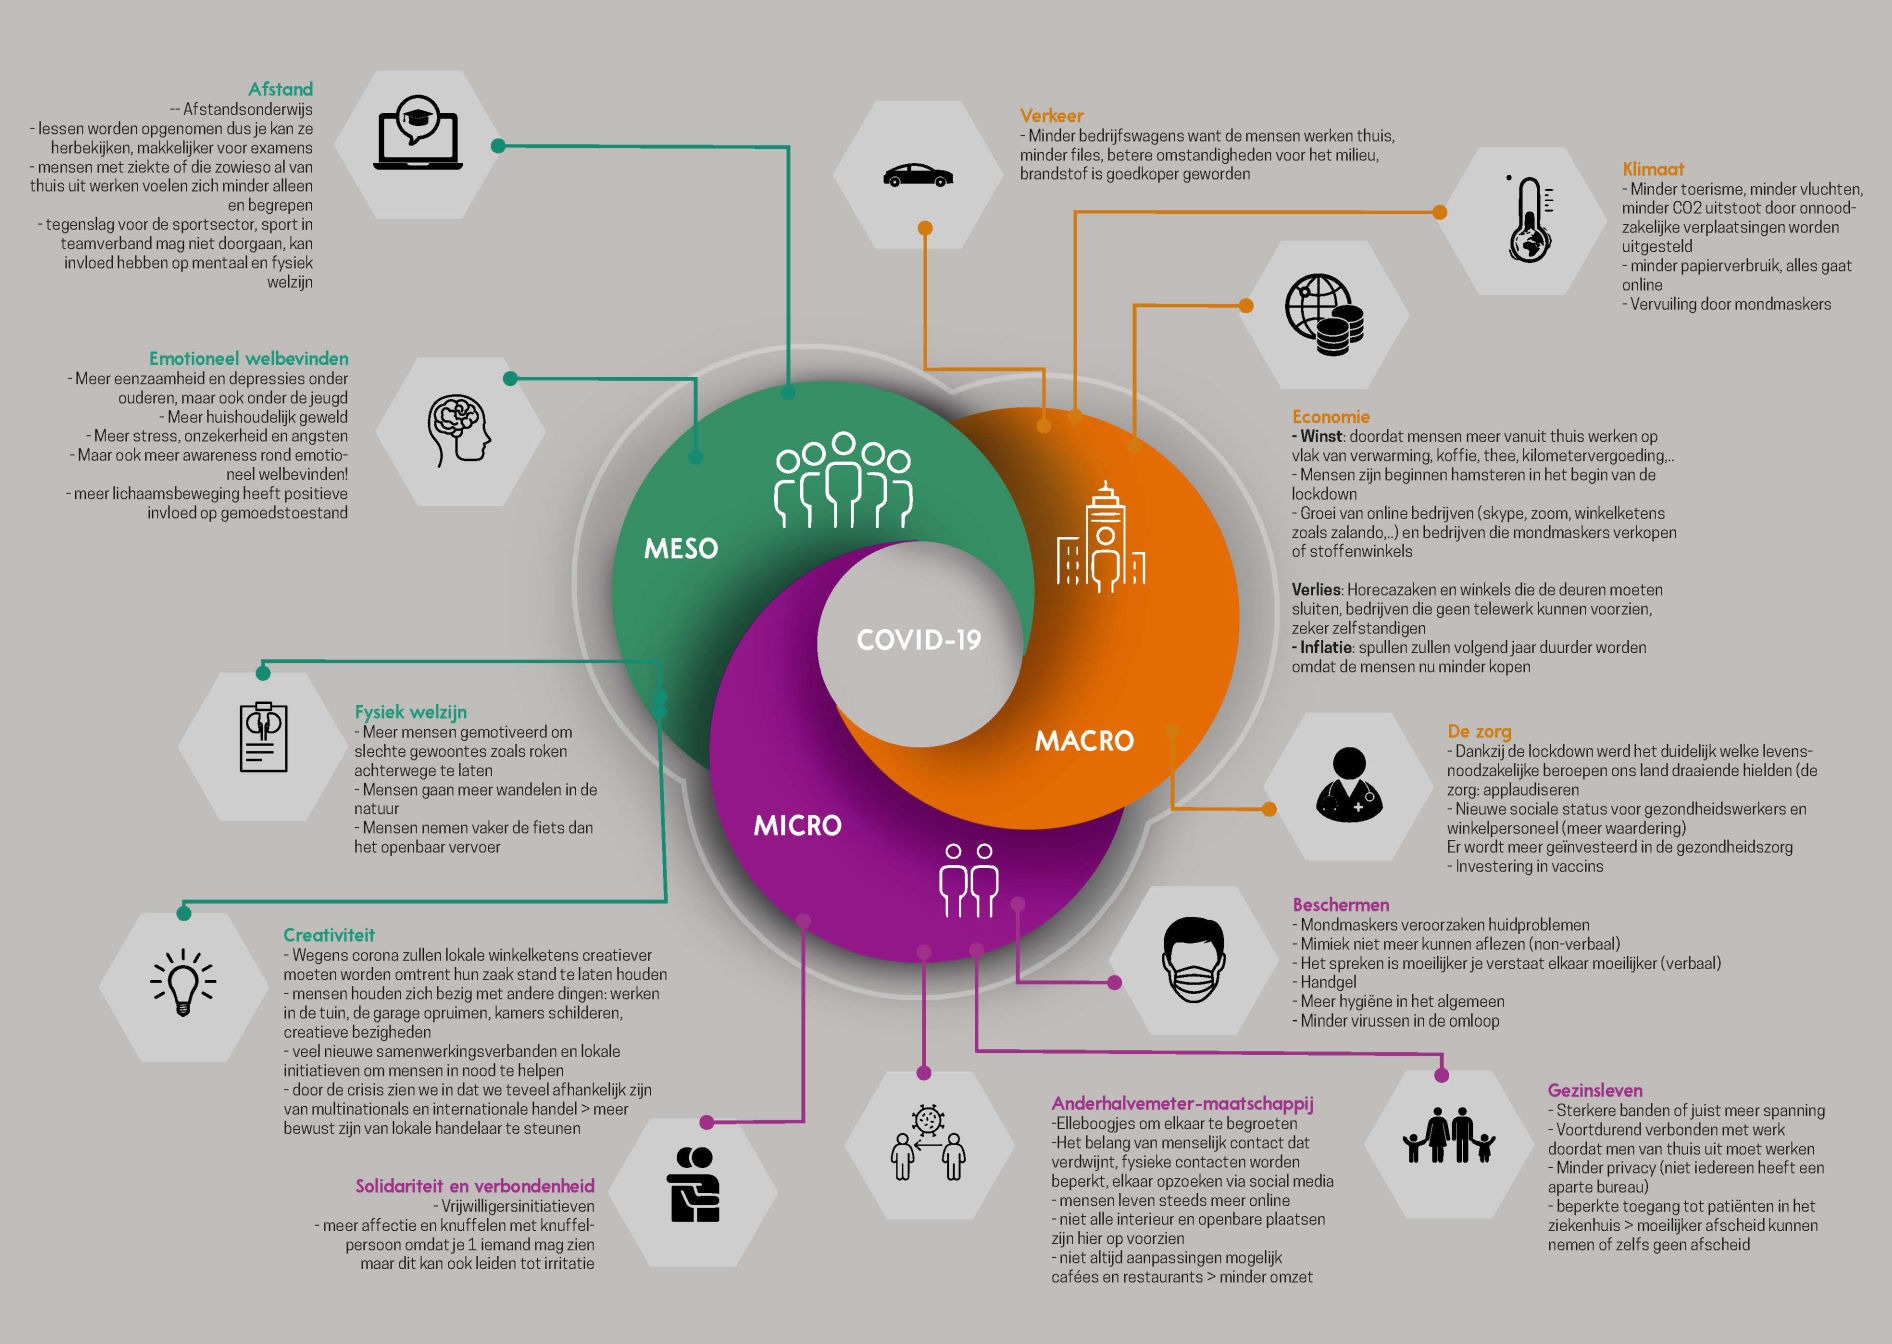 Afstand
-- Afstandsonderwijs
- lessen worden opgenomen dus je kan ze
herbekijken, makkelijker voor examens
- mensen met ziekte of die zowieso al van
thuis uit werken voelen zich minder alleen
en begrepen
- tegenslag voor de sportsector, sport in
teamverband mag niet doorgaan, kan
invloed hebben op mentaal en fysiek
welzijn
Verkeer
- Minder bedrijfswagens want de mensen werken thuis,
minder files, betere omstandigheden voor het milieu,
brandstof is goedkoper geworden
Klimaat
- Minder toerisme, minder vluchten,
minder CO2 uitstoot door onnood-
zakelijke verplaatsingen worden
uitgesteld
- minder papierverbruik, alles gaat
online
- Vervuiling door mondmaskers
Emotioneel welbevinden
- Meer eenzaamheid en depressies onder
ouderen, maar ook onder de jeugd
- Meer huishoudelijk geweld
- Meer stress, onzekerheid en angsten
- Maar ook meer awareness rond emotio-
neel welbevinden!
- meer lichaamsbeweging heeft positieve
invloed op gemoedstoestand
Economie
- Winst: doordat mensen meer vanuit thuis werken op
vlak van verwarming, koffie, thee, kilometervergoeding,..
- Mensen zijn beginnen hamsteren in het begin van de
lockdown
- Groei van online bedrijven (skype, zoom, winkelketens
zoals zalando,..) en bedrijven die mondmaskers verkopen
of stoffenwinkels
Verlies: Horecazaken en winkels die de deuren moeten
sluiten, bedrijven die geen telewerk kunnen voorzien,
zeker zelfstandigen
- Inflatie: spullen zullen volgend jaar duurder worden
omdat de mensen nu minder kopen
MESO
COVID-19
MACRO
MICRO
Fysiek welzijn
- Meer mensen gemotiveerd om
slechte gewoontes zoals roken
achterwege te laten
- Mensen gaan meer wandelen in de
natuur
- Mensen nemen vaker de fiets dan
het openbaar vervoer
De zorg
- Dankzij de lockdown werd het duidelijk welke levens-
noodzakelijke beroepen ons land draaiende hielden (de
zorg: applaudiseren
- Nieuwe sociale status voor gezondheidswerkers en
winkelpersoneel (meer waardering)
Er wordt meer geïnvesteerd in de gezondheidszorg
- Investering in vaccins
Beschermen
- Mondmaskers veroorzaken huidproblemen
- Mimiek niet meer kunnen aflezen (non-verbaal)
- Het spreken is moeilijker je verstaat elkaar moeilijker (verbaal)
- Handgel
- Meer hygiëne in het algemeen
- Minder virussen in de omloop
Creativiteit
- Wegens corona zullen lokale winkelketens creatiever
moeten worden omtrent hun zaak stand te laten houden
- mensen houden zich bezig met andere dingen: werken
in de tuin, de garage opruimen, kamers schilderen,
creatieve bezigheden
- veel nieuwe samenwerkingsverbanden en lokale
initiatieven om mensen in nood te helpen
- door de crisis zien we in dat we teveel afhankelijk zijn
van multinationals en internationale handel > meer
bewust zijn van lokale handelaar te steunen
Solidariteit en verbondenheid
- Vrijwilligersinitiatieven
- meer affectie en knuffelen met knuffel-
persoon omdat je 1 iemand mag zien
maar dit kan ook leiden tot irritatie
Anderhalvemeter-maatschappij
-Elleboogjes om elkaar te begroeten
-Het belang van menselijk contact dat
verdwijnt, fysieke contacten worden
beperkt, elkaar opzoeken via social media
- mensen leven steeds meer online
- niet alle interieur en openbare plaatsen
zijn hier op voorzien
- niet altijd aanpassingen mogelijk
cafées en restaurants > minder omzet
Gezinsleven
- Sterkere banden of juist meer spanning
- Voortdurend verbonden met werk
doordat men van thuis uit moet werken
- Minder privacy (niet iedereen heeft een
aparte bureau)
- beperkte toegang tot patiënten in het
ziekenhuis > moeilijker afscheid kunnen
nemen of zelfs geen afscheid